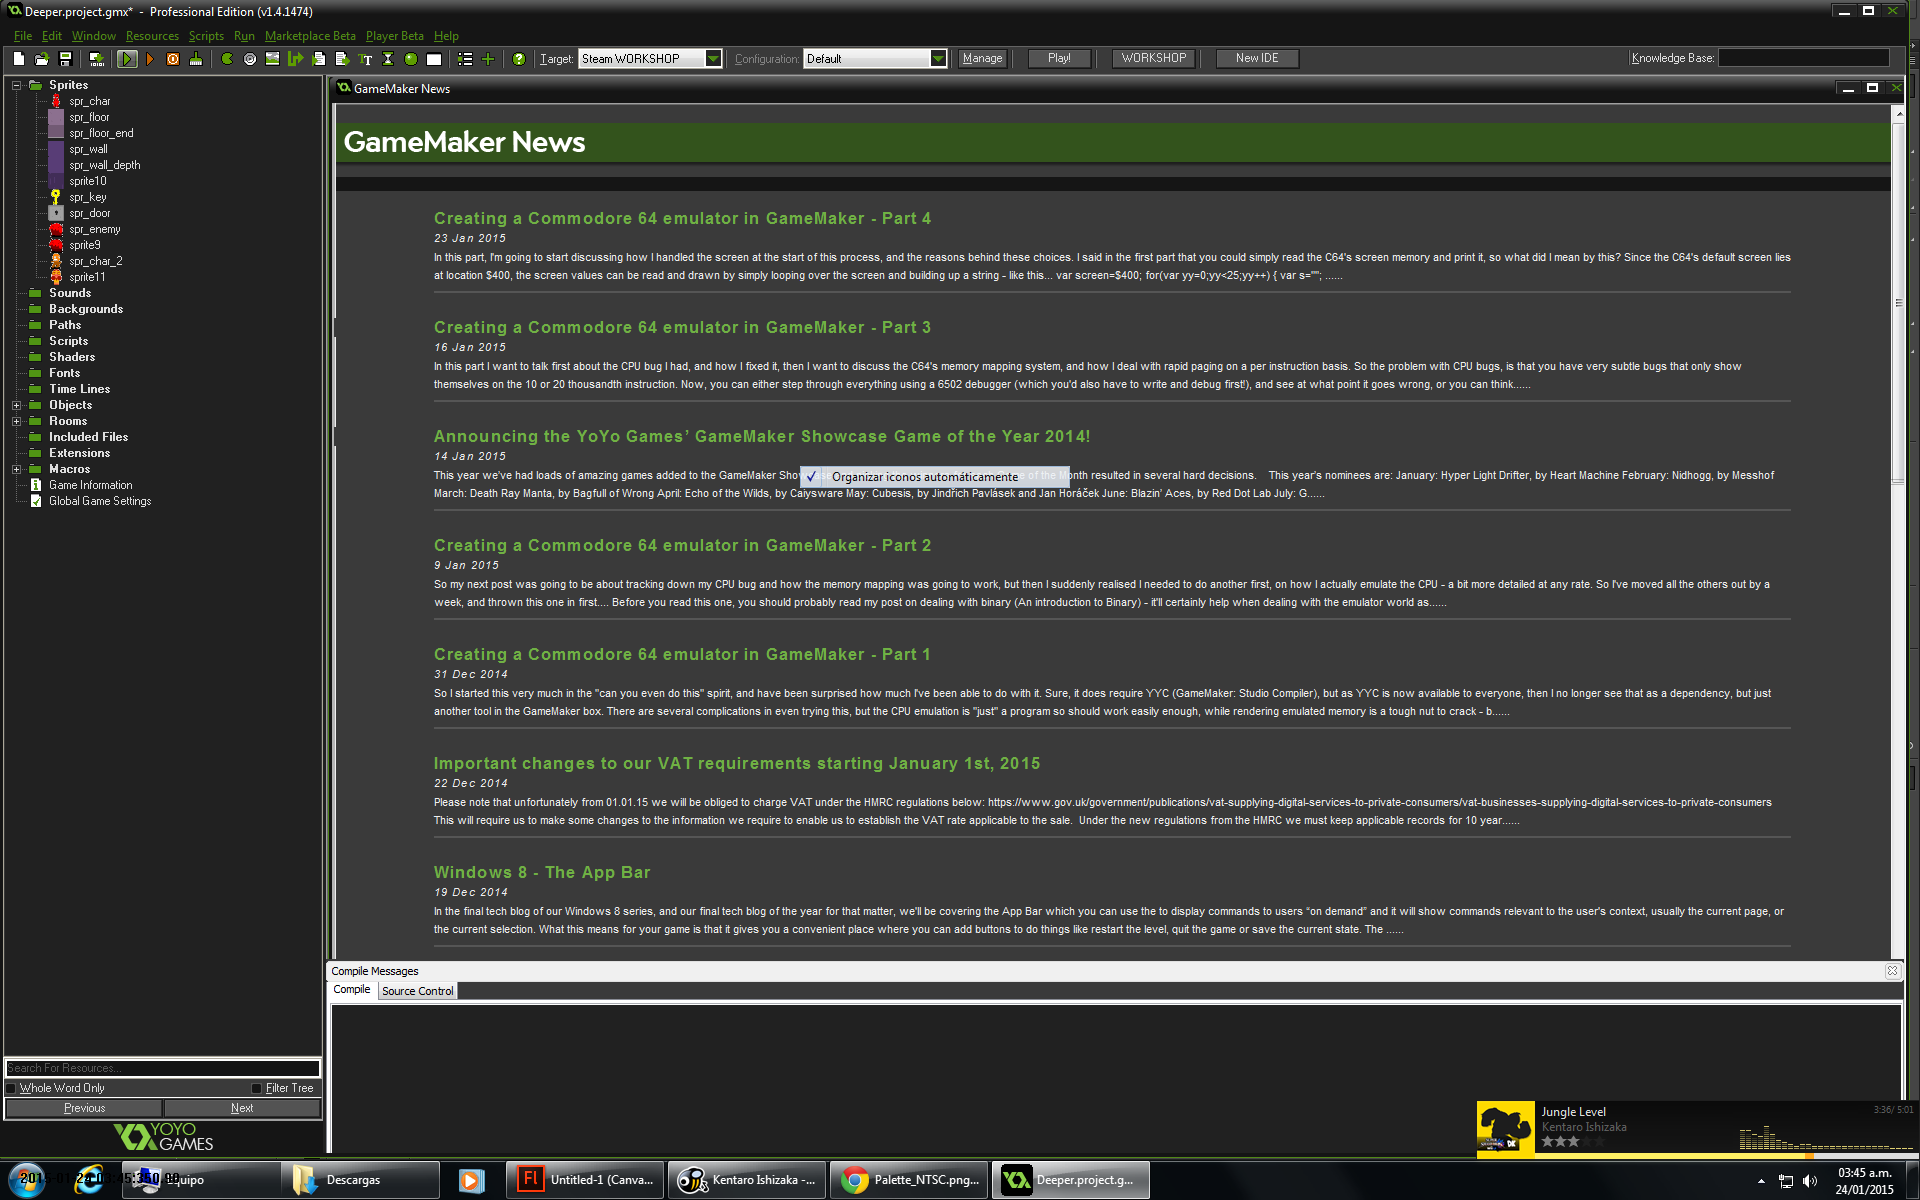 Deeper.project.gmx* - Professional Edition (v1.4.1474)
File Edit Window Resources Scripts Run Marketplace Beta Player Beta Help
Target: Steam WORKSHOP Configuration: Default Manage Play! WORKSHOP New IDE Knowledge Base:
Sprites
spr_char
spr_floor
spr_floor_end
spr_wall
spr_wall_depth
sprite10
spr_key
spr_door
spr_enemy
sprite9
spr_char_2
sprite11
Sounds
Backgrounds
Paths
Scripts
Shaders
Fonts
Time Lines
Objects
Rooms
Included Files
Extensions
Macros
Game Information
Global Game Settings
Search For Resources...
Whole Word Only Filter Tree
Previous Next
YOYO
GAMES
GameMaker News
GameMaker News
Creating a Commodore 64 emulator in GameMaker - Part 4
23 Jan 2015
In this part, I'm going to start discussing how I handled the screen at the start of this process, and the reasons behind these choices. I said in the first part that you could simply read the C64's screen memory and print it, so what did I mean by this? Since the C64's default screen lies
at location $400, the screen values can be read and drawn by simply looping over the screen and building up a string - like this... var screen=$400; for(var yy=0;yy<25;yy++) { var s=""; ......
Creating a Commodore 64 emulator in GameMaker - Part 3
16 Jan 2015
In this part I want to talk first about the CPU bug I had, and how I fixed it, then I want to discuss the C64's memory mapping system, and how I deal with rapid paging on a per instruction basis. So the problem with CPU bugs, is that you have very subtle bugs that only show
themselves on the 10 or 20 thousandth instruction. Now, you can either step through everything using a 6502 debugger (which you'd also have to write and debug first!), and see at what point it goes wrong, or you can think......
Announcing the YoYo Games’ GameMaker Showcase Game of the Year 2014!
14 Jan 2015
This year we've had loads of amazing games added to the GameMaker Show of the Month resulted in several hard decisions. This year's nominees are: January: Hyper Light Drifter, by Heart Machine February: Nidhogg, by Messhof
✓ Organizar iconos automáticamente
March: Death Ray Manta, by Bagfull of Wrong April: Echo of the Wilds, by Caiysware May: Cubesis, by Jindřich Pavlásek and Jan Horáček June: Blazin' Aces, by Red Dot Lab July: G......
Creating a Commodore 64 emulator in GameMaker - Part 2
9 Jan 2015
So my next post was going to be about tracking down my CPU bug and how the memory mapping was going to work, but then I suddenly realised I needed to do another first, on how I actually emulate the CPU - a bit more detailed at any rate. So I've moved all the others out by a
week, and thrown this one in first.... Before you read this one, you should probably read my post on dealing with binary (An introduction to Binary) - it'll certainly help when dealing with the emulator world as......
Creating a Commodore 64 emulator in GameMaker - Part 1
31 Dec 2014
So I started this very much in the "can you even do this" spirit, and have been surprised how much I've been able to do with it. Sure, it does require YYC (GameMaker: Studio Compiler), but as YYC is now available to everyone, then I no longer see that as a dependency, but just
another tool in the GameMaker box. There are several complications in even trying this, but the CPU emulation is "just" a program so should work easily enough, while rendering emulated memory is a tough nut to crack - b......
Important changes to our VAT requirements starting January 1st, 2015
22 Dec 2014
Please note that unfortunately from 01.01.15 we will be obliged to charge VAT under the HMRC regulations below: https://www.gov.uk/government/publications/vat-supplying-digital-services-to-private-consumers/vat-businesses-supplying-digital-services-to-private-consumers
This will require us to make some changes to the information we require to enable us to establish the VAT rate applicable to the sale. Under the new regulations from the HMRC we must keep applicable records for 10 year......
Windows 8 - The App Bar
19 Dec 2014
In the final tech blog of our Windows 8 series, and our final tech blog of the year for that matter, we'll be covering the App Bar which you can use the to display commands to users “on demand” and it will show commands relevant to the user's context, usually the current page, or
the current selection. What this means for your game is that it gives you a convenient place where you can add buttons to do things like restart the level, quit the game or save the current state. The ......
Compile Messages
Compile Source Control
Jungle Level 3:36/ 5:01
Kentaro Ishizaka
Equipo Descargas Untitled-1 (Canva... Kentaro Ishizaka -... Palette_NTSC.png... Deeper.project.g...
03:45 a.m.
24/01/2015